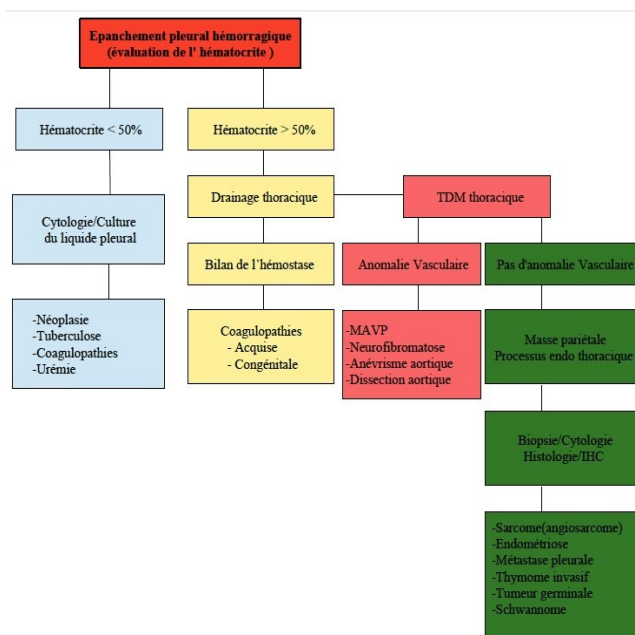 Epanchement pleural hémorragique
(évaluation de l' hématocrite )
Hématocrite < 50%
Hématocrite > 50%
Drainage thoracique
TDM thoracique
Cytologie/Culture
du liquide pleural
Bilan de l'hémostase
Anomalie Vasculaire
Pas d'anomalie Vasculaire
-Néoplasie
-Tuberculose
-Coagulopathies
-Urémie
Coagulopathies
- Acquise
- Congénitale
-MAVP
-Neurofibromatose
-Anévrisme aortique
-Dissection aortique
Masse pariétale
Processus endo thoracique
Biopsie/Cytologie
Histologie/IHC
-Sarcome(angiosarcome)
-Endométriose
-Métastase pleurale
-Thymome invasif
-Tumeur germinale
-Schwannome